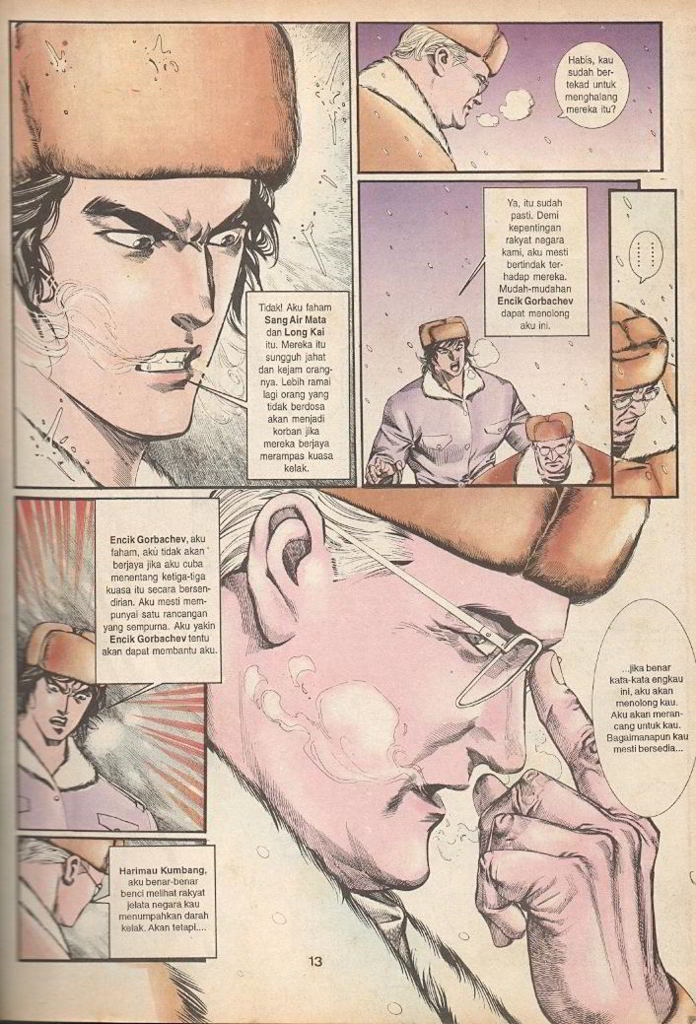 Tidak! Aku faham
Sang Air Mata
dan Long Kai
itu. Mereka itu
sungguh jahat
dan kejam orang-
nya. Lebih ramai
lagi orang yang
tidak berdosa
akan menjadi
korban jika
mereka berjaya
merampas kuasa
kelak.
Habis, kau
sudah ber-
tekad untuk
menghalang
mereka itu?
Ya, itu sudah
pasti. Demi
kepentingan
rakyat negara
kami, aku mesti
bertindak ter-
hadap mereka.
Mudah-mudahan
Encik Gorbachev
dapat menolong
aku ini.
Encik Gorbachev, aku
faham, aku tidak akan
berjaya jika aku cuba
menentang ketiga-tiga
kuasa itu secara bersen-
dirian. Aku mesti mem-
punyai satu rancangan
yang sempurna. Aku yakin
Encik Gorbachev tentu
akan dapat membantu aku.
Harimau Kumbang,
aku benar-benar
benci melihat rakyat
jelata negara kau
menumpahkan darah
kelak. Akan tetapi....
...jika benar
kata-kata engkau
ini, aku akan
menolong kau.
Aku akan meran-
cang untuk kau.
Bagaimanapun kau
mesti bersedia...
13